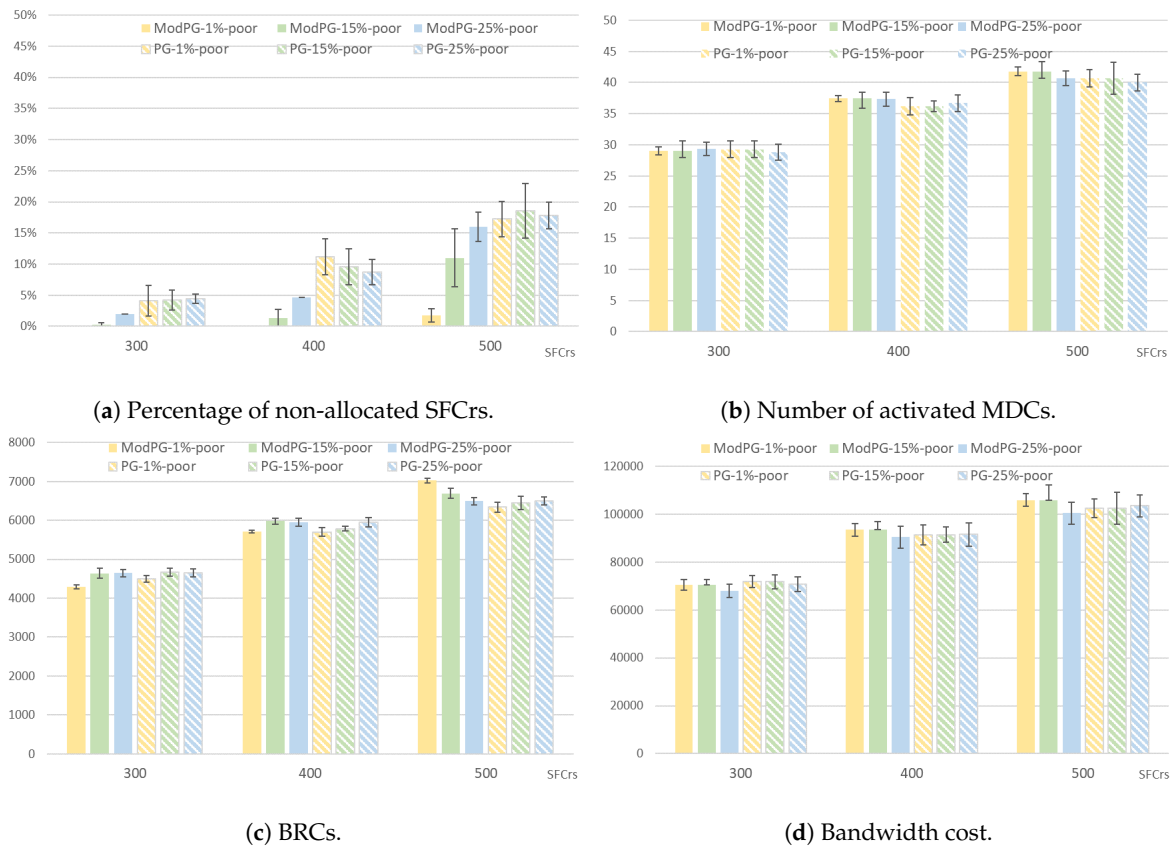 50%
45%
40%
35%
30%
25%
20%
15%
10%
5%
0%
ModPG-1%-poor ModPG-15%-poor ModPG-25%-poor
PG-1%-poor PG-15%-poor PG-25%-poor
300 400 500 SFCrs
(a) Percentage of non-allocated SFCrs.
50
45
40
35
30
25
20
15
10
5
0
ModPG-1%-poor ModPG-15%-poor ModPG-25%-poor
PG-1%-poor PG-15%-poor PG-25%-poor
300 400 500 SFCrs
(b) Number of activated MDCs.
8000
7000
6000
5000
4000
3000
2000
1000
0
ModPG-1%-poor ModPG-15%-poor ModPG-25%-poor
PG-1%-poor PG-15%-poor PG-25%-poor
300 400 500 SFCrs
(c) BRCs.
120000
100000
80000
60000
40000
20000
0
ModPG-1%-poor ModPG-15%-poor ModPG-25%-poor
PG-1%-poor PG-15%-poor PG-25%-poor
300 400 500 SFCrs
(d) Bandwidth cost.